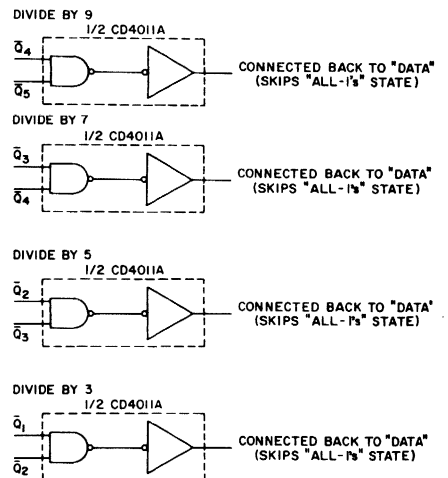 DIVIDE BY 9
1/2 CD4011A
Q̅4
Q̅5
CONNECTED BACK TO "DATA"
(SKIPS "ALL-1's" STATE)
DIVIDE BY 7
1/2 CD4011A
Q̅3
Q̅4
CONNECTED BACK TO "DATA"
(SKIPS "ALL-1's" STATE)
DIVIDE BY 5
1/2 CD4011A
Q̅2
Q̅3
CONNECTED BACK TO "DATA"
(SKIPS "ALL-1's" STATE)
DIVIDE BY 3
1/2 CD4011A
Q̅1
Q̅2
CONNECTED BACK TO "DATA"
(SKIPS "ALL-1's" STATE)